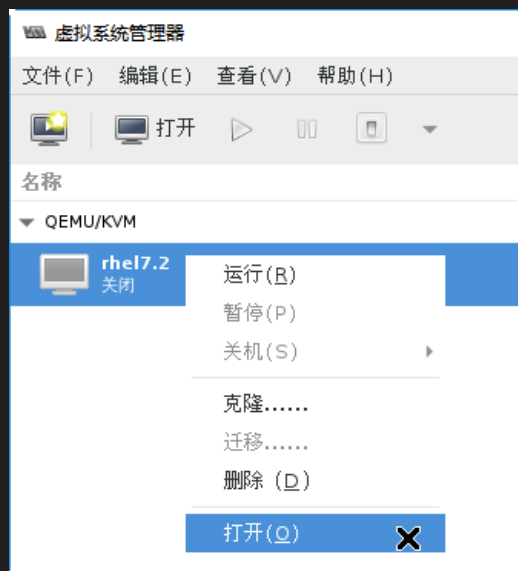 虚拟系统管理器
文件(F) 编辑(E) 查看(V) 帮助(H)
打开
名称
QEMU/KVM
rhel7.2
关闭
运行(R)
暂停(P)
关机(S)
克隆......
迁移......
删除 (D)
打开(O)